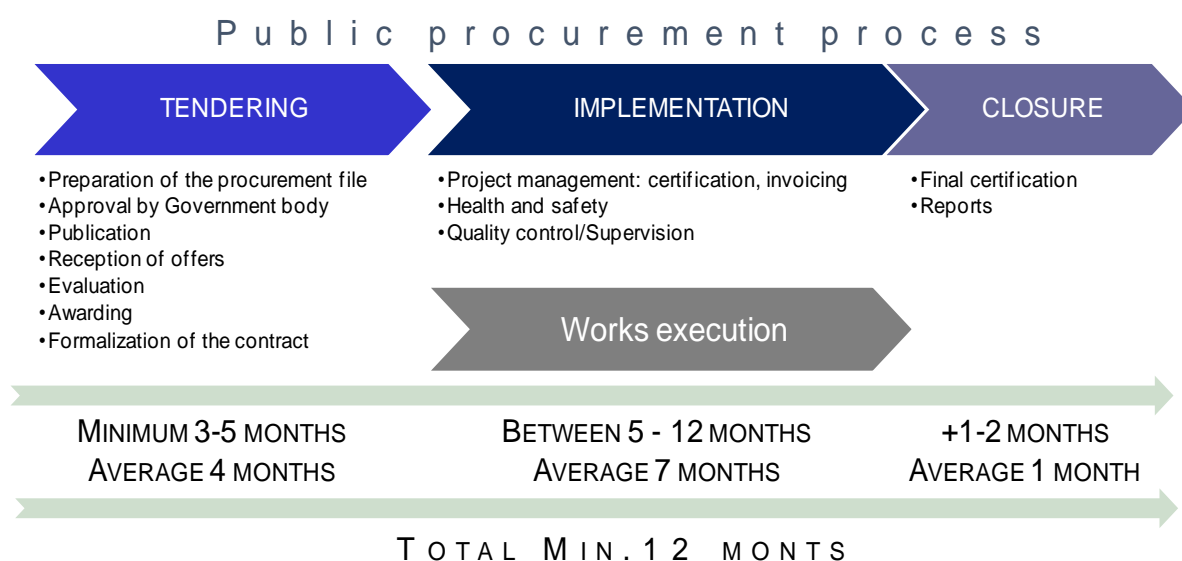 Public procurement process
TENDERING
IMPLEMENTATION
CLOSURE
•Preparation of the procurement file
•Approval by Government body
•Publication
•Reception of offers
•Evaluation
•Awarding
•Formalization of the contract
•Project management: certification, invoicing
•Health and safety
•Quality control/Supervision
•Final certification
•Reports
Works execution
MINIMUM 3-5 MONTHS
AVERAGE 4 MONTHS
BETWEEN 5 - 12 MONTHS
AVERAGE 7 MONTHS
+1-2 MONTHS
AVERAGE 1 MONTH
TOTAL MIN.12 MONTS